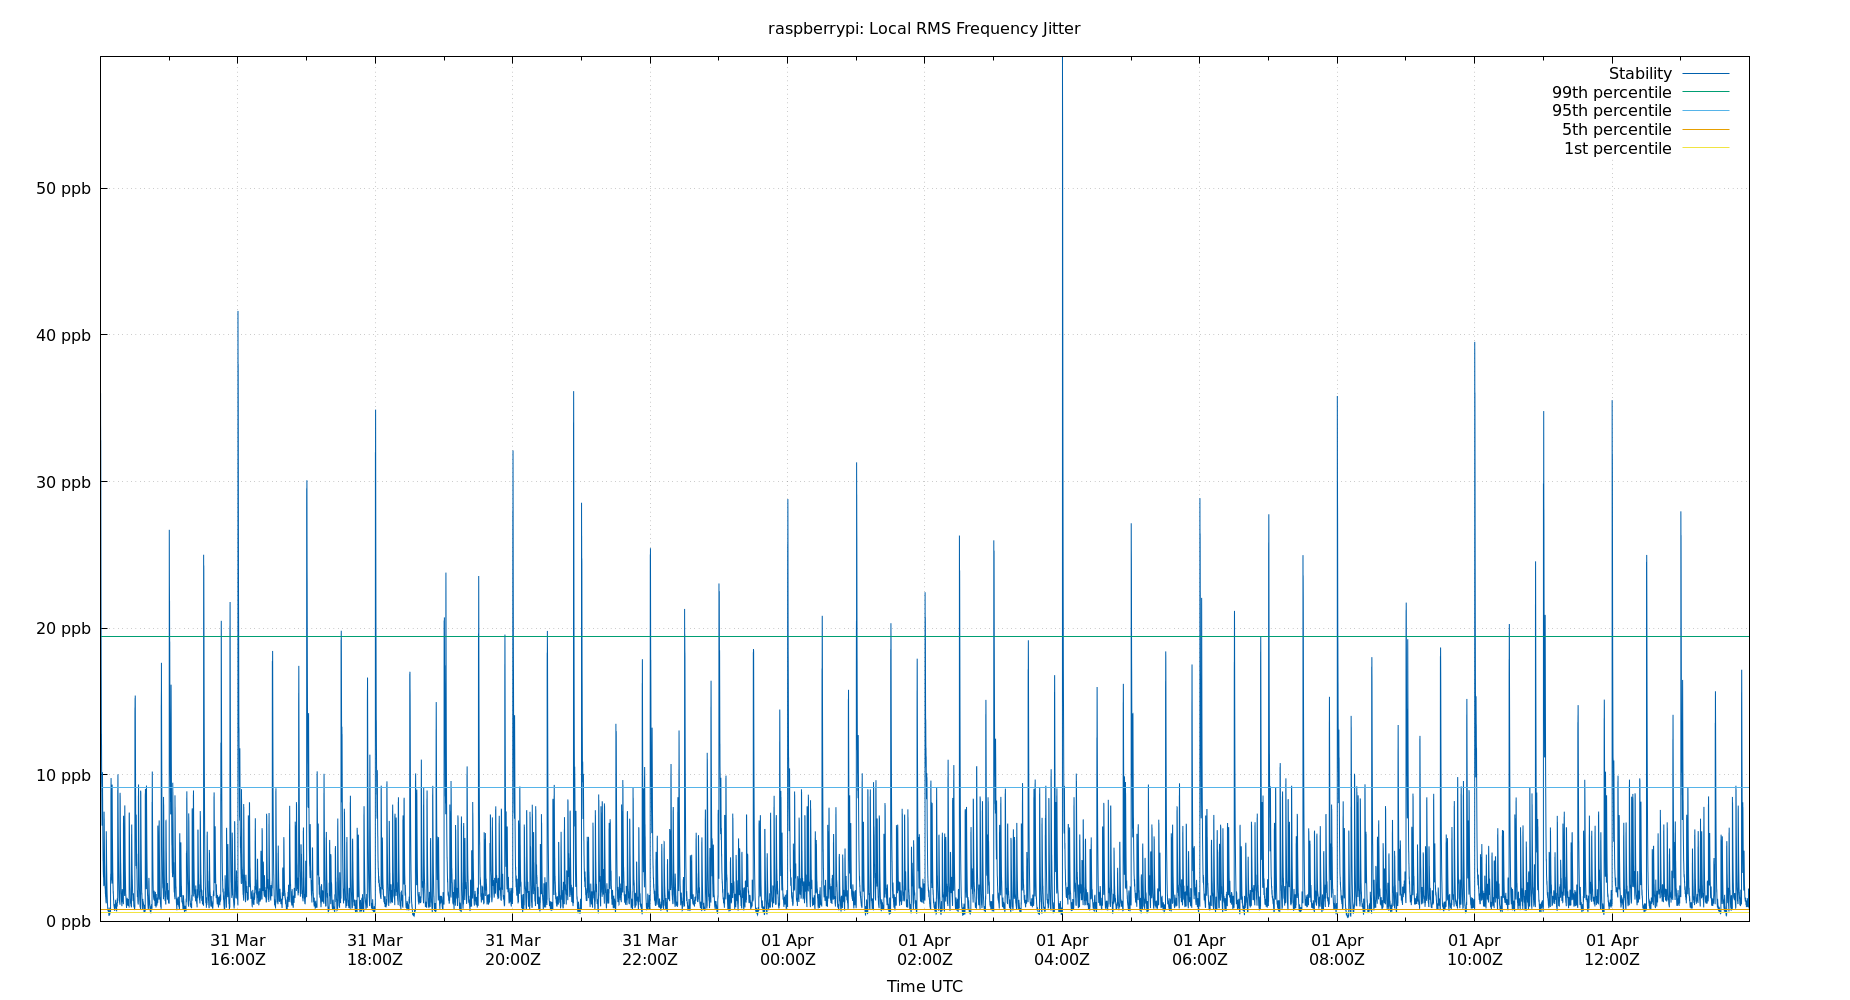 raspberrypi: Local RMS Frequency Jitter
Stability
99th percentile
95th percentile
5th percentile
1st percentile
50 ppb
40 ppb
30 ppb
20 ppb
10 ppb
0 ppb
31 Mar 31 Mar 31 Mar 31 Mar 01 Apr 01 Apr 01 Apr 01 Apr 01 Apr 01 Apr 01 Apr
16:00Z 18:00Z 20:00Z 22:00Z 00:00Z 02:00Z 04:00Z 06:00Z 08:00Z 10:00Z 12:00Z
Time UTC